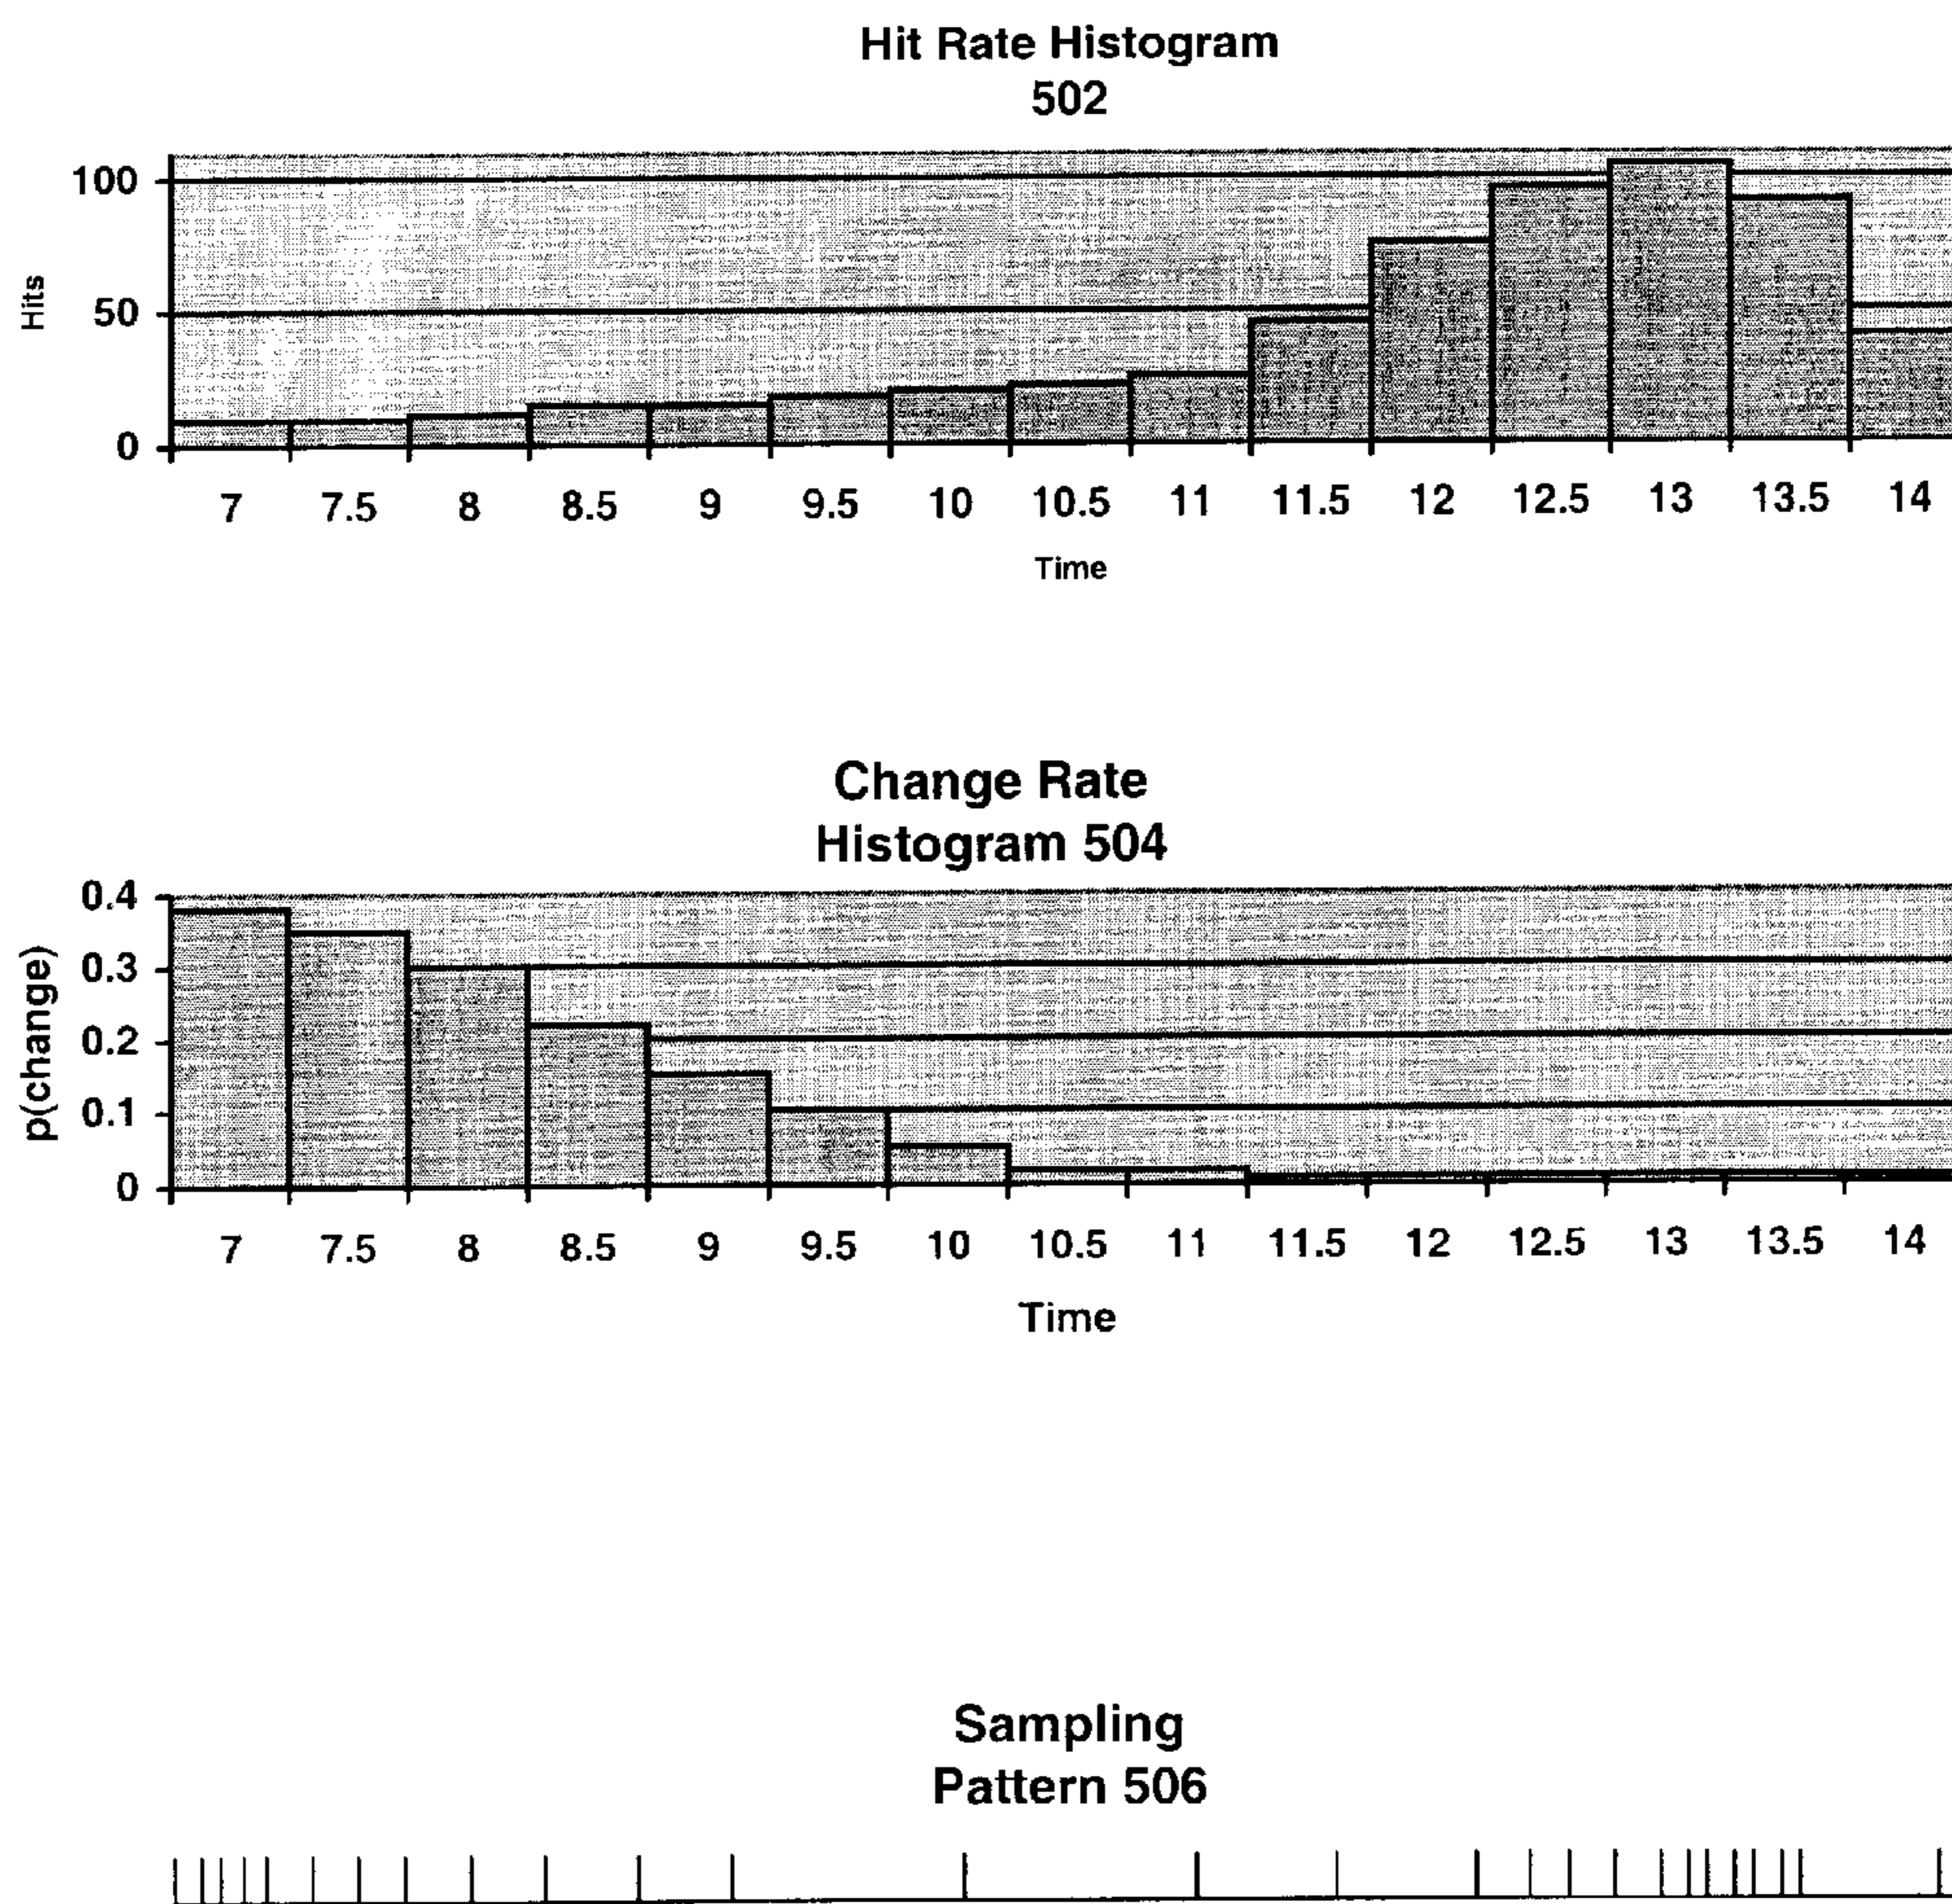 Hit Rate Histogram
502
100
50
0
Hits
7 7.5 8 8.5 9 9.5 10 10.5 11 11.5 12 12.5 13 13.5 14
Time
Change Rate
Histogram 504
0.4
0.3
0.2
0.1
0
p(change)
7 7.5 8 8.5 9 9.5 10 10.5 11 11.5 12 12.5 13 13.5 14
Time
Sampling
Pattern 506